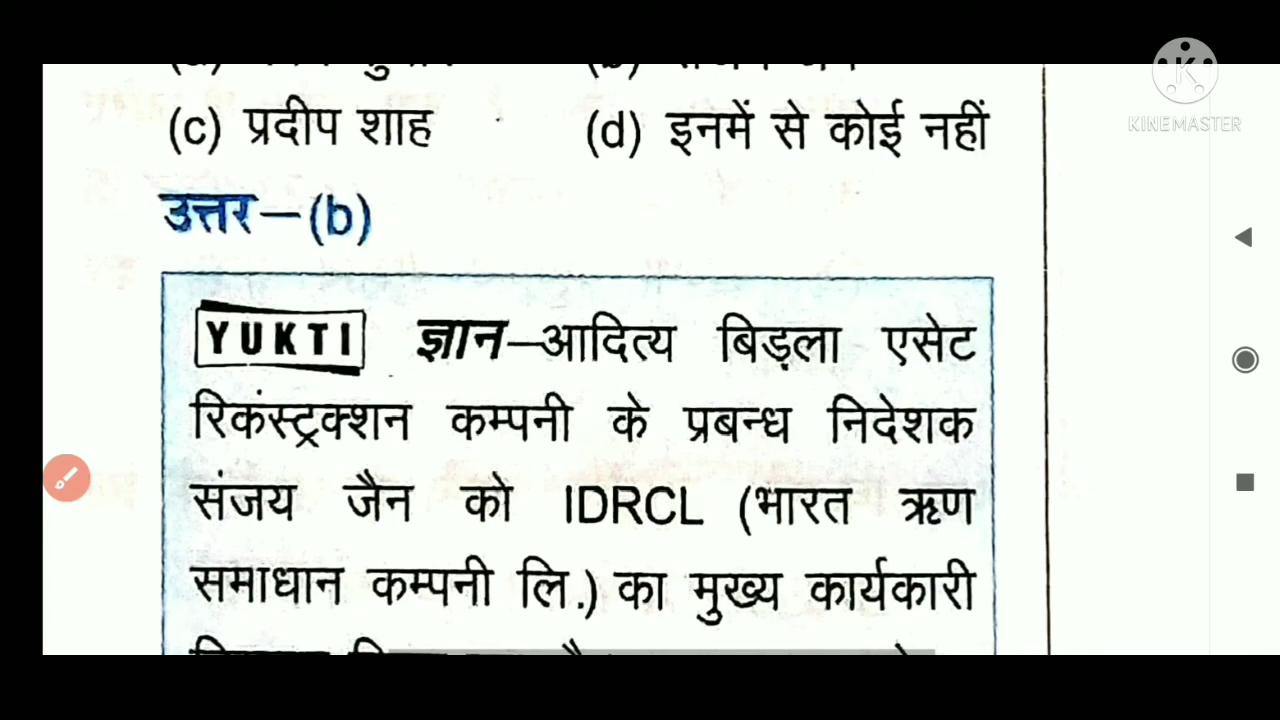 (c) प्रदीप शाह (d) इनमें से कोई नहीं
उत्तर–(b)
YUKTI ज्ञान–आदित्य बिड़ला एसेट
रिकंस्ट्रक्शन कम्पनी के प्रबन्ध निदेशक
संजय जैन को IDRCL (भारत ऋण
समाधान कम्पनी लि.) का मुख्य कार्यकारी
K
KINEMASTER